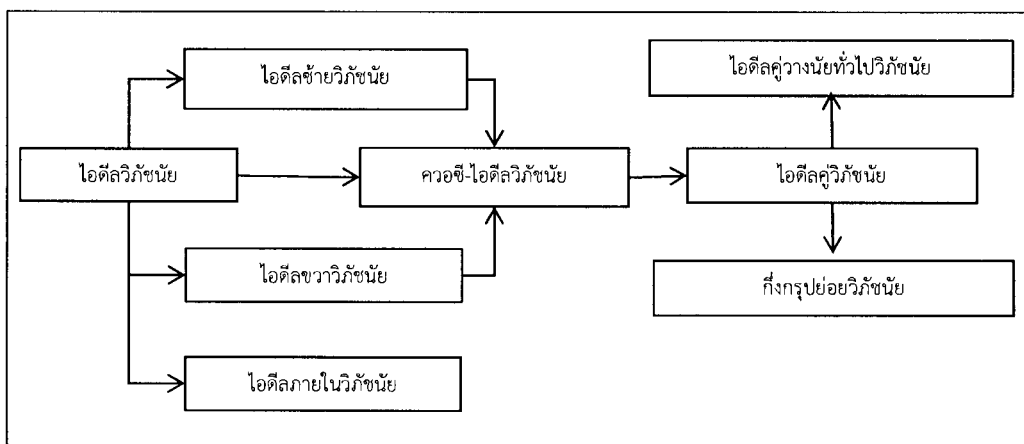 ไอดีลซ้ายวิภัชนัย
ไอดีลคู่วางนัยทั่วไปวิภัชนัย
ไอดีลวิภัชนัย
ควอซี-ไอดีลวิภัชนัย
ไอดีลคู่วิภัชนัย
ไอดีลขวาวิภัชนัย
กึ่งกรุปย่อยวิภัชนัย
ไอดีลภายในวิภัชนัย